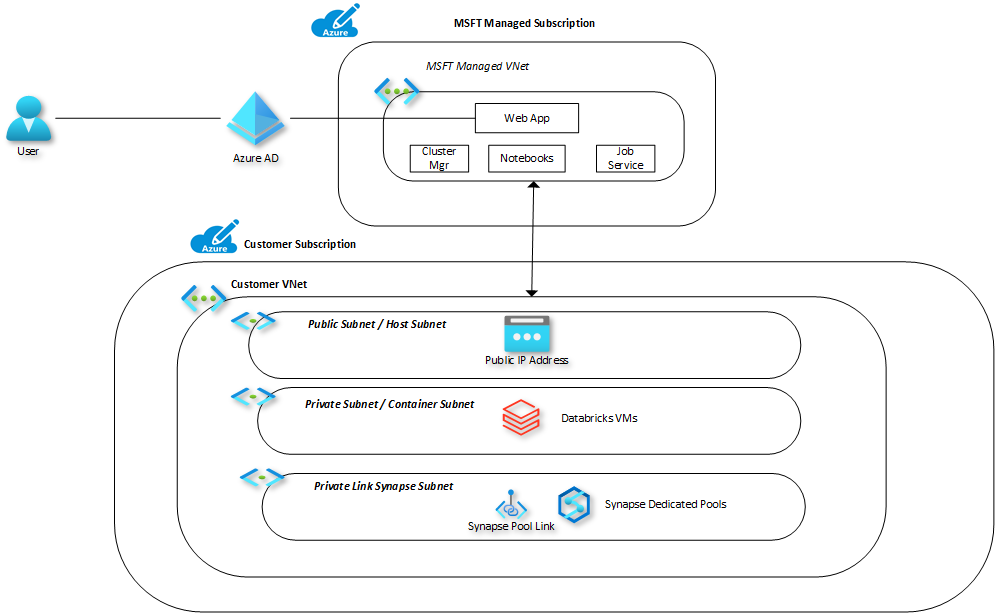 MSFT Managed Subscription
Azure
MSFT Managed VNet
Web App
User
Azure AD
Cluster
Mgr
Notebooks
Job
Service
Azure
Customer Subscription
Customer VNet
Public Subnet / Host Subnet
Public IP Address
Private Subnet / Container Subnet
Databricks VMs
Private Link Synapse Subnet
Synapse Pool Link
Synapse Dedicated Pools